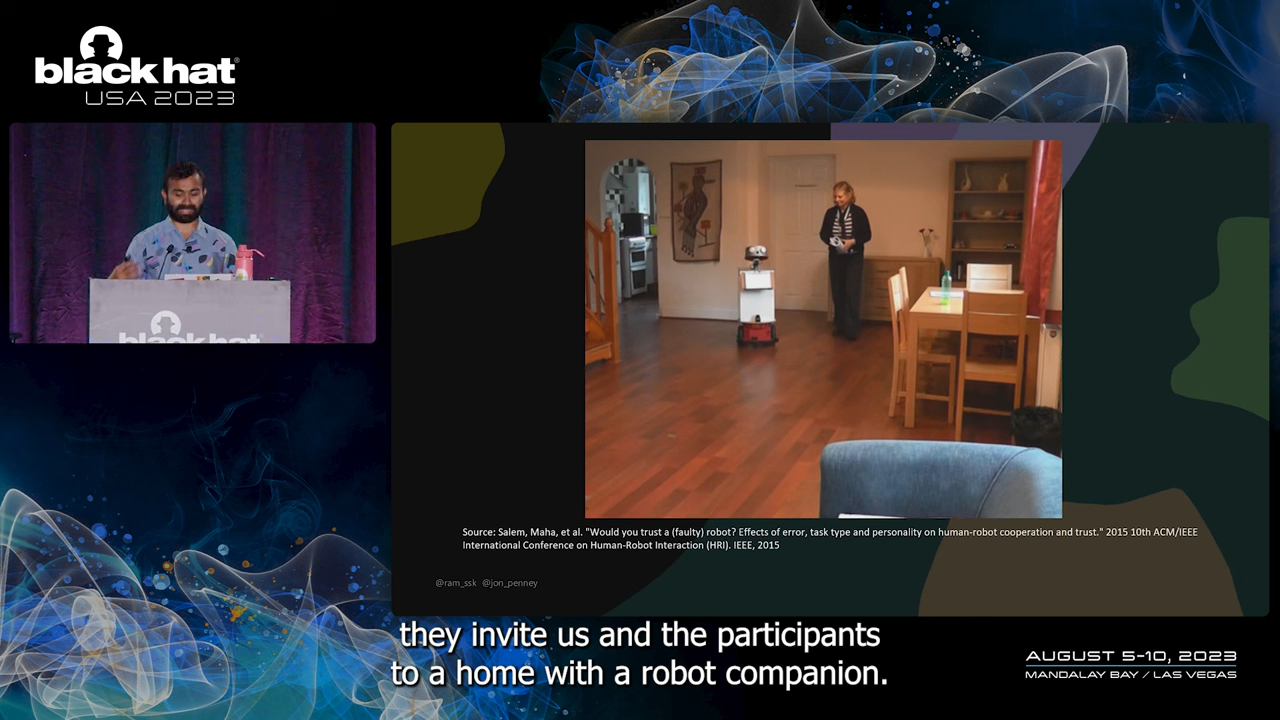 black hat®
USA 2023
black hat
Source: Salem, Maha, et al. "Would you trust a (faulty) robot? Effects of error, task type and personality on human-robot cooperation and trust." 2015 10th ACM/IEEE
International Conference on Human-Robot Interaction (HRI). IEEE, 2015
@ram_ssk @jon_penney
they invite us and the participants
to a home with a robot companion.
AUGUST 5-10, 2023
MANDALAY BAY / LAS VEGAS